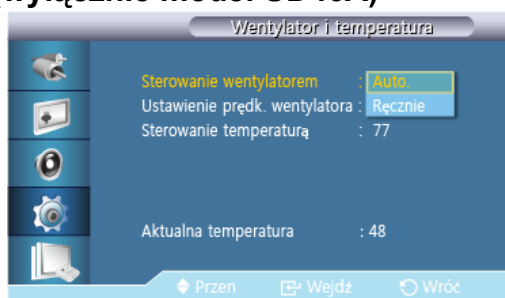 Wentylator i temperatura
Sterowanie wentylatorem : Auto.
Ustawienie prędk. wentylatora : Ręcznie
Sterowanie temperaturą : 77
Aktualna temperatura : 48
Przen Wejdź Wróć